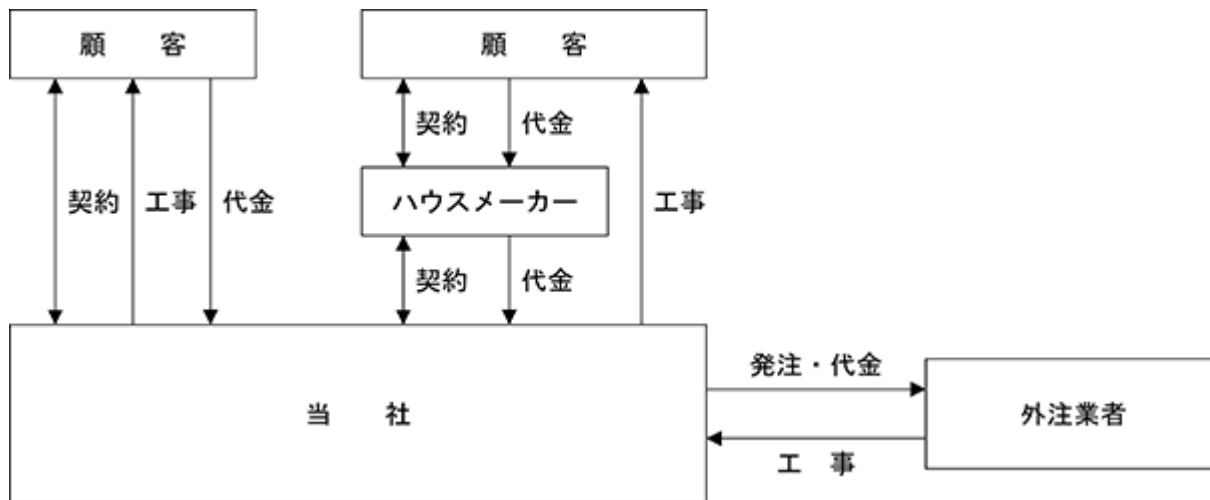 顧　　客
顧　　客
契約
代金
契約
工事
代金
ハウスメーカー
工事
契約
代金
発注・代金
当　　社
外注業者
工　事